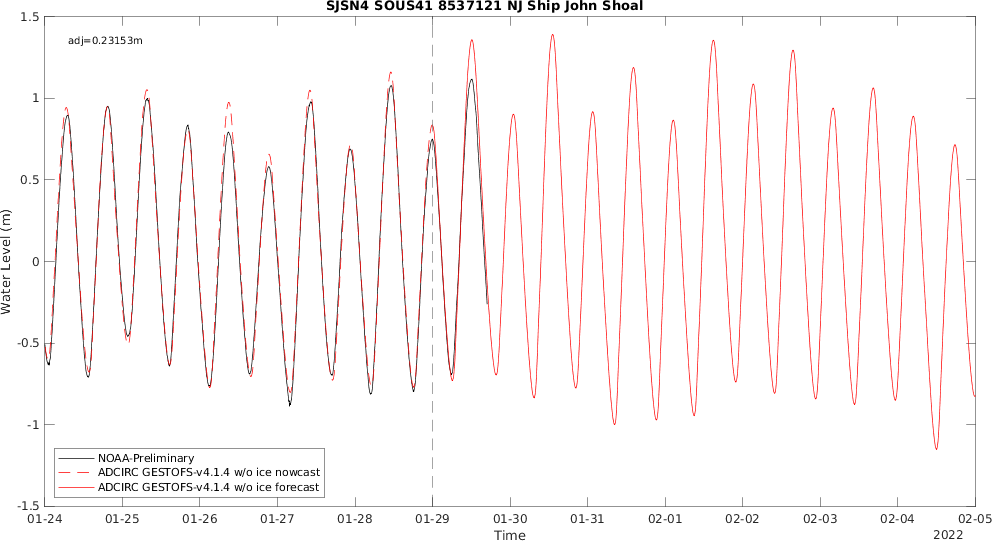 SJSN4 SOUS41 8537121 NJ Ship John Shoal
adj=0.23153m
1.5
1
0.5
0
-0.5
-1
-1.5
Water Level (m)
NOAA-Preliminary
ADCIRC GESTOFS-v4.1.4 w/o ice nowcast
ADCIRC GESTOFS-v4.1.4 w/o ice forecast
01-24 01-25 01-26 01-27 01-28 01-29 01-30 01-31 02-01 02-02 02-03 02-04 02-05
Time
2022